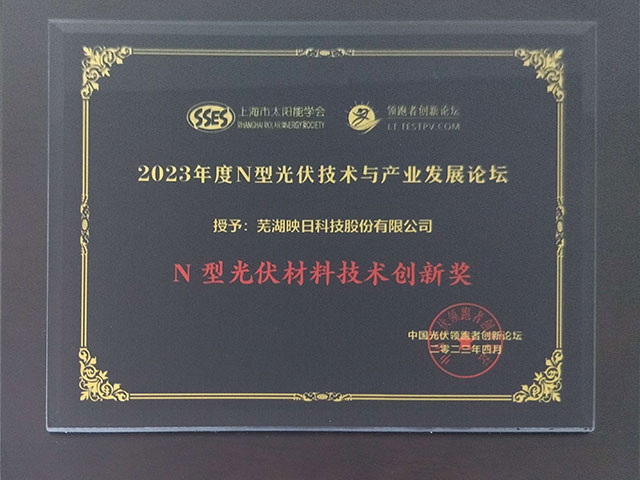 SSES 上海市太阳能学会
SHANGHAI SOLAR ENERGY SOCIETY
领跑者创新论坛
LT.TESTPV.COM
2023年度N型光伏技术与产业发展论坛
授予：芜湖映日科技股份有限公司
N 型光伏材料技术创新奖
中国光伏领跑者创新论坛
二零二三年四月